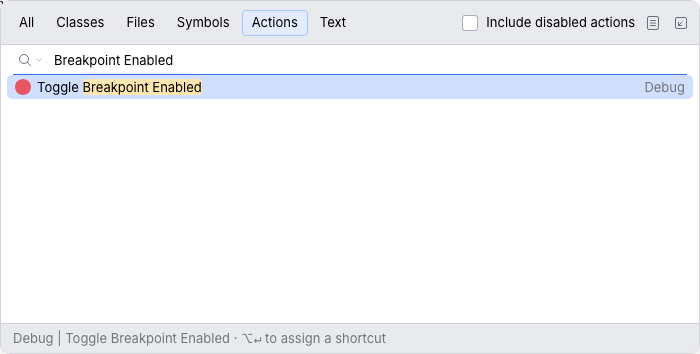 All Classes Files Symbols Actions Text Include disabled actions
Breakpoint Enabled
Toggle Breakpoint Enabled Debug
Debug | Toggle Breakpoint Enabled · ⌥↵ to assign a shortcut